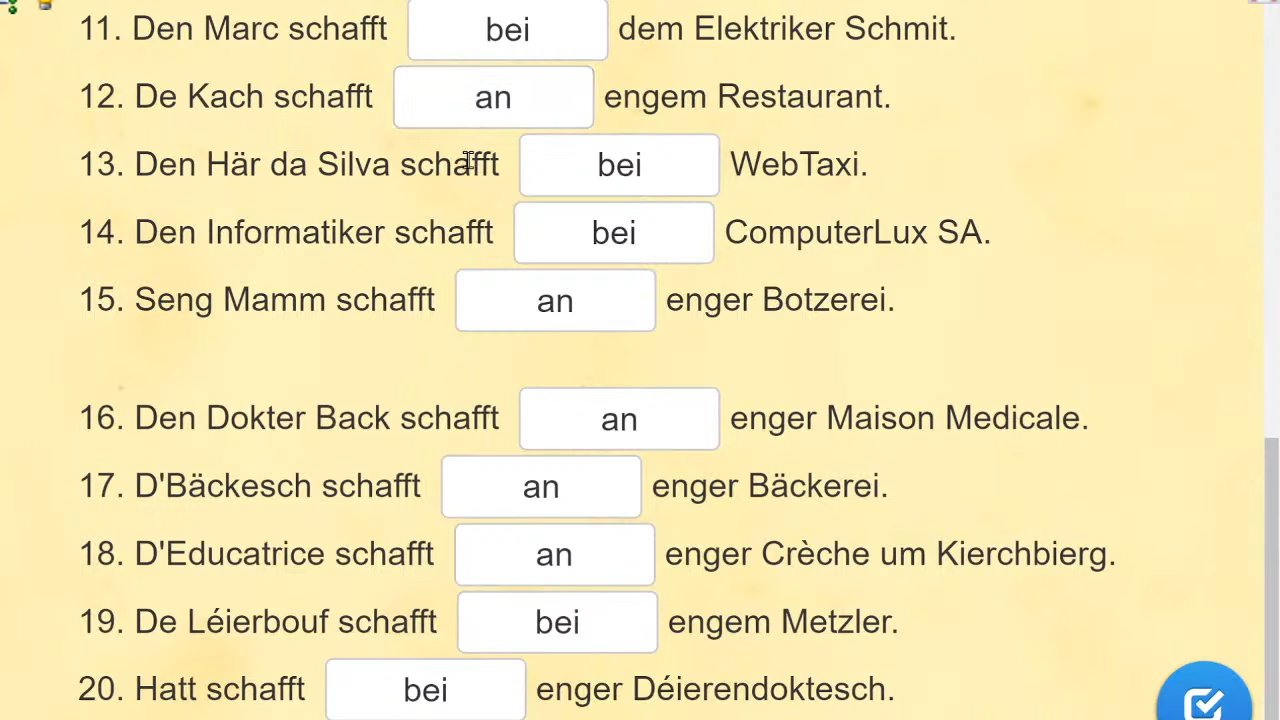 11. Den Marc schafft bei dem Elektriker Schmit.
12. De Kach schafft an engem Restaurant.
13. Den Här da Silva schafft bei WebTaxi.
14. Den Informatiker schafft bei ComputerLux SA.
15. Seng Mamm schafft an enger Botzerei.
16. Den Dokter Back schafft an enger Maison Medicale.
17. D'Bäckesch schafft an enger Bäckerei.
18. D'Educatrice schafft an enger Crèche um Kierchbierg.
19. De Léierbouf schafft bei engem Metzler.
20. Hatt schafft bei enger Déierendoktesch.